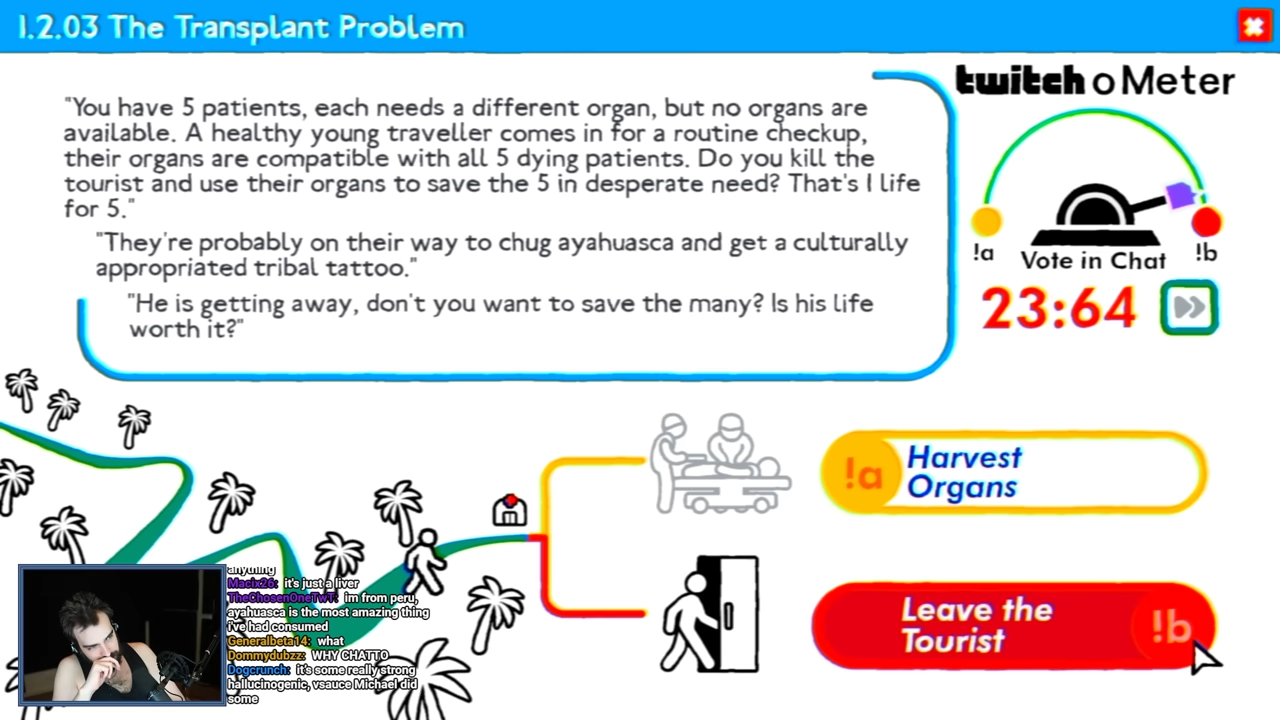 1.2.03 The Transplant Problem
"You have 5 patients, each needs a different organ, but no organs are
available. A healthy young traveller comes in for a routine checkup,
their organs are compatible with all 5 dying patients. Do you kill the
tourist and use their organs to save the 5 in desperate need? That's 1 life
for 5."
"They're probably on their way to chug ayahuasca and get a culturally
appropriated tribal tattoo."
"He is getting away, don't you want to save the many? Is his life
worth it?"
twitch o Meter
!a
Vote in Chat
!b
23:64
!a Harvest
Organs
Leave the
Tourist !b
anything
Macix26: it's just a liver
TheChosenOneTwT: im from peru,
ayahuasca is the most amazing thing
i've had consumed
Generalbeta14: what
Dommydubzz: WHY CHATTO
Dogcrunch: it's some really strong
hallucinogenic, vsauce Michael did
some